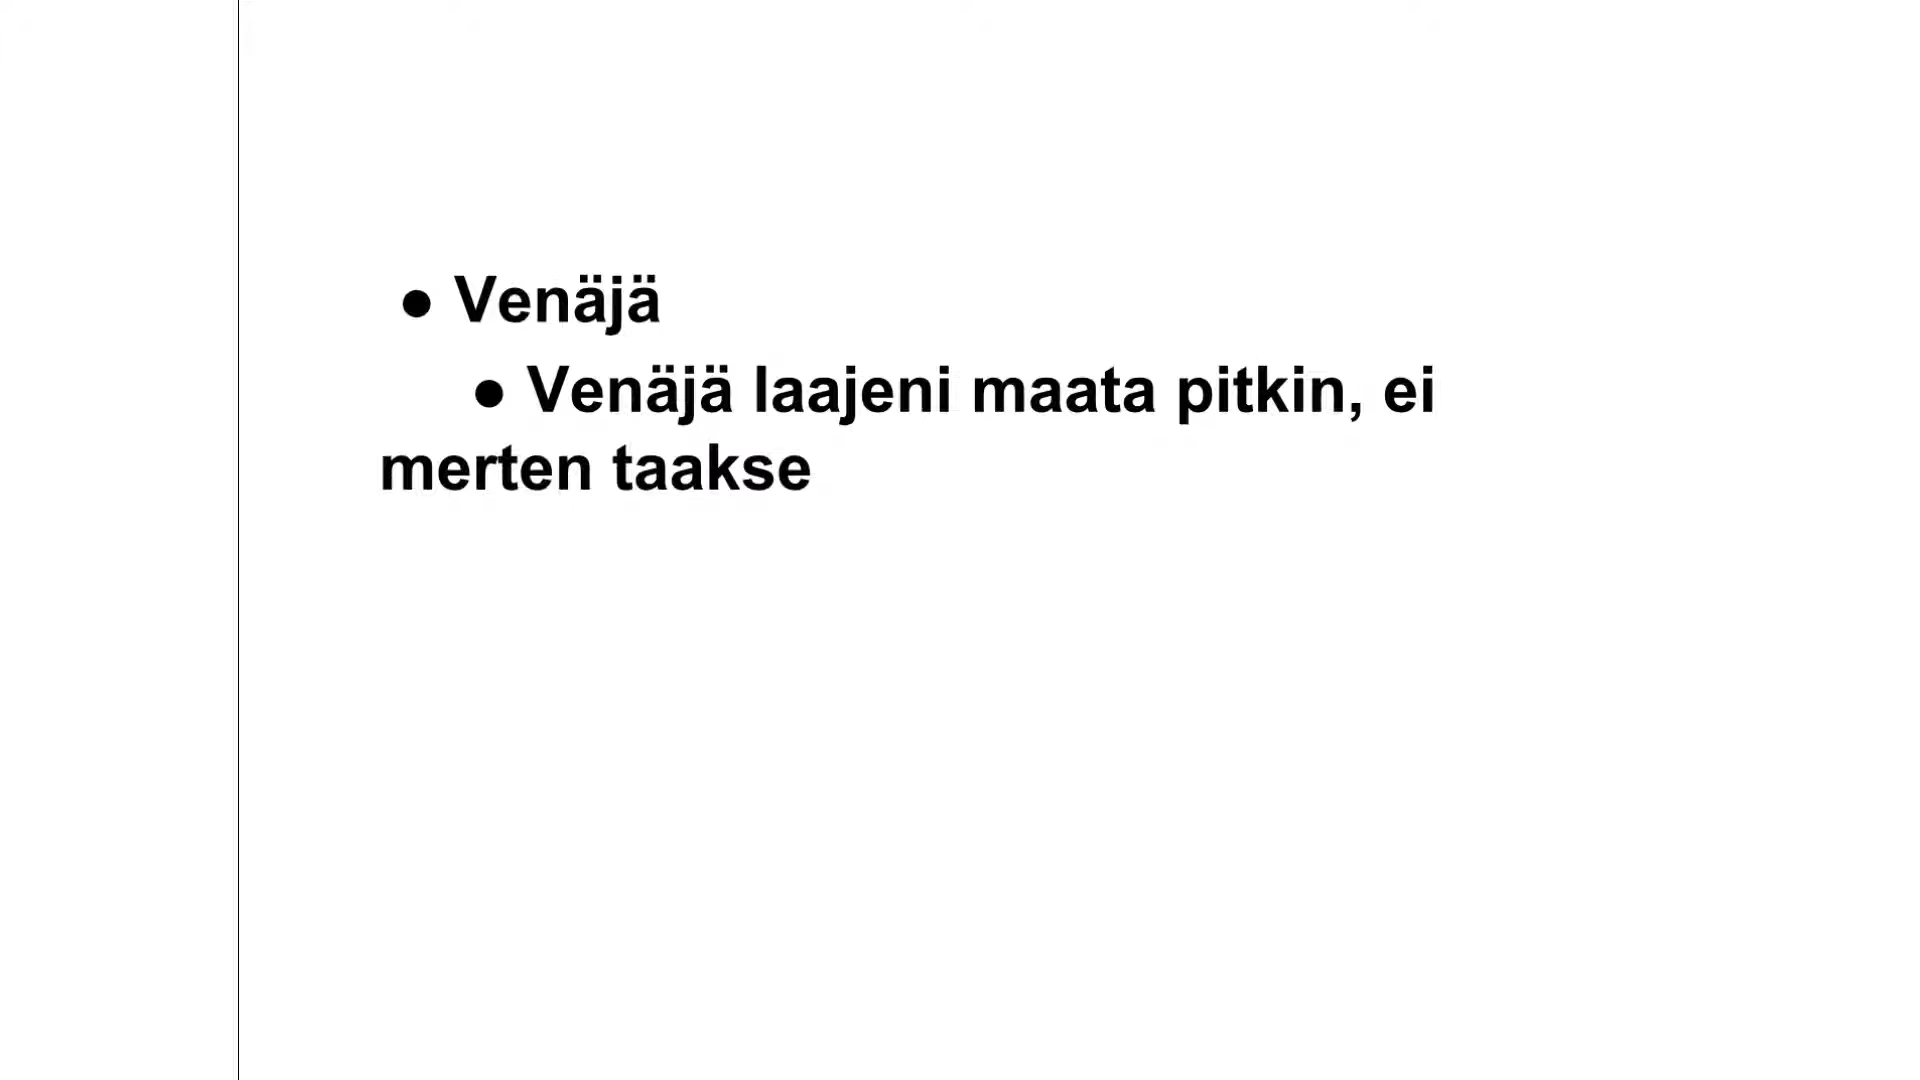 ● Venäjä
● Venäjä laajeni maata pitkin, ei
merten taakse